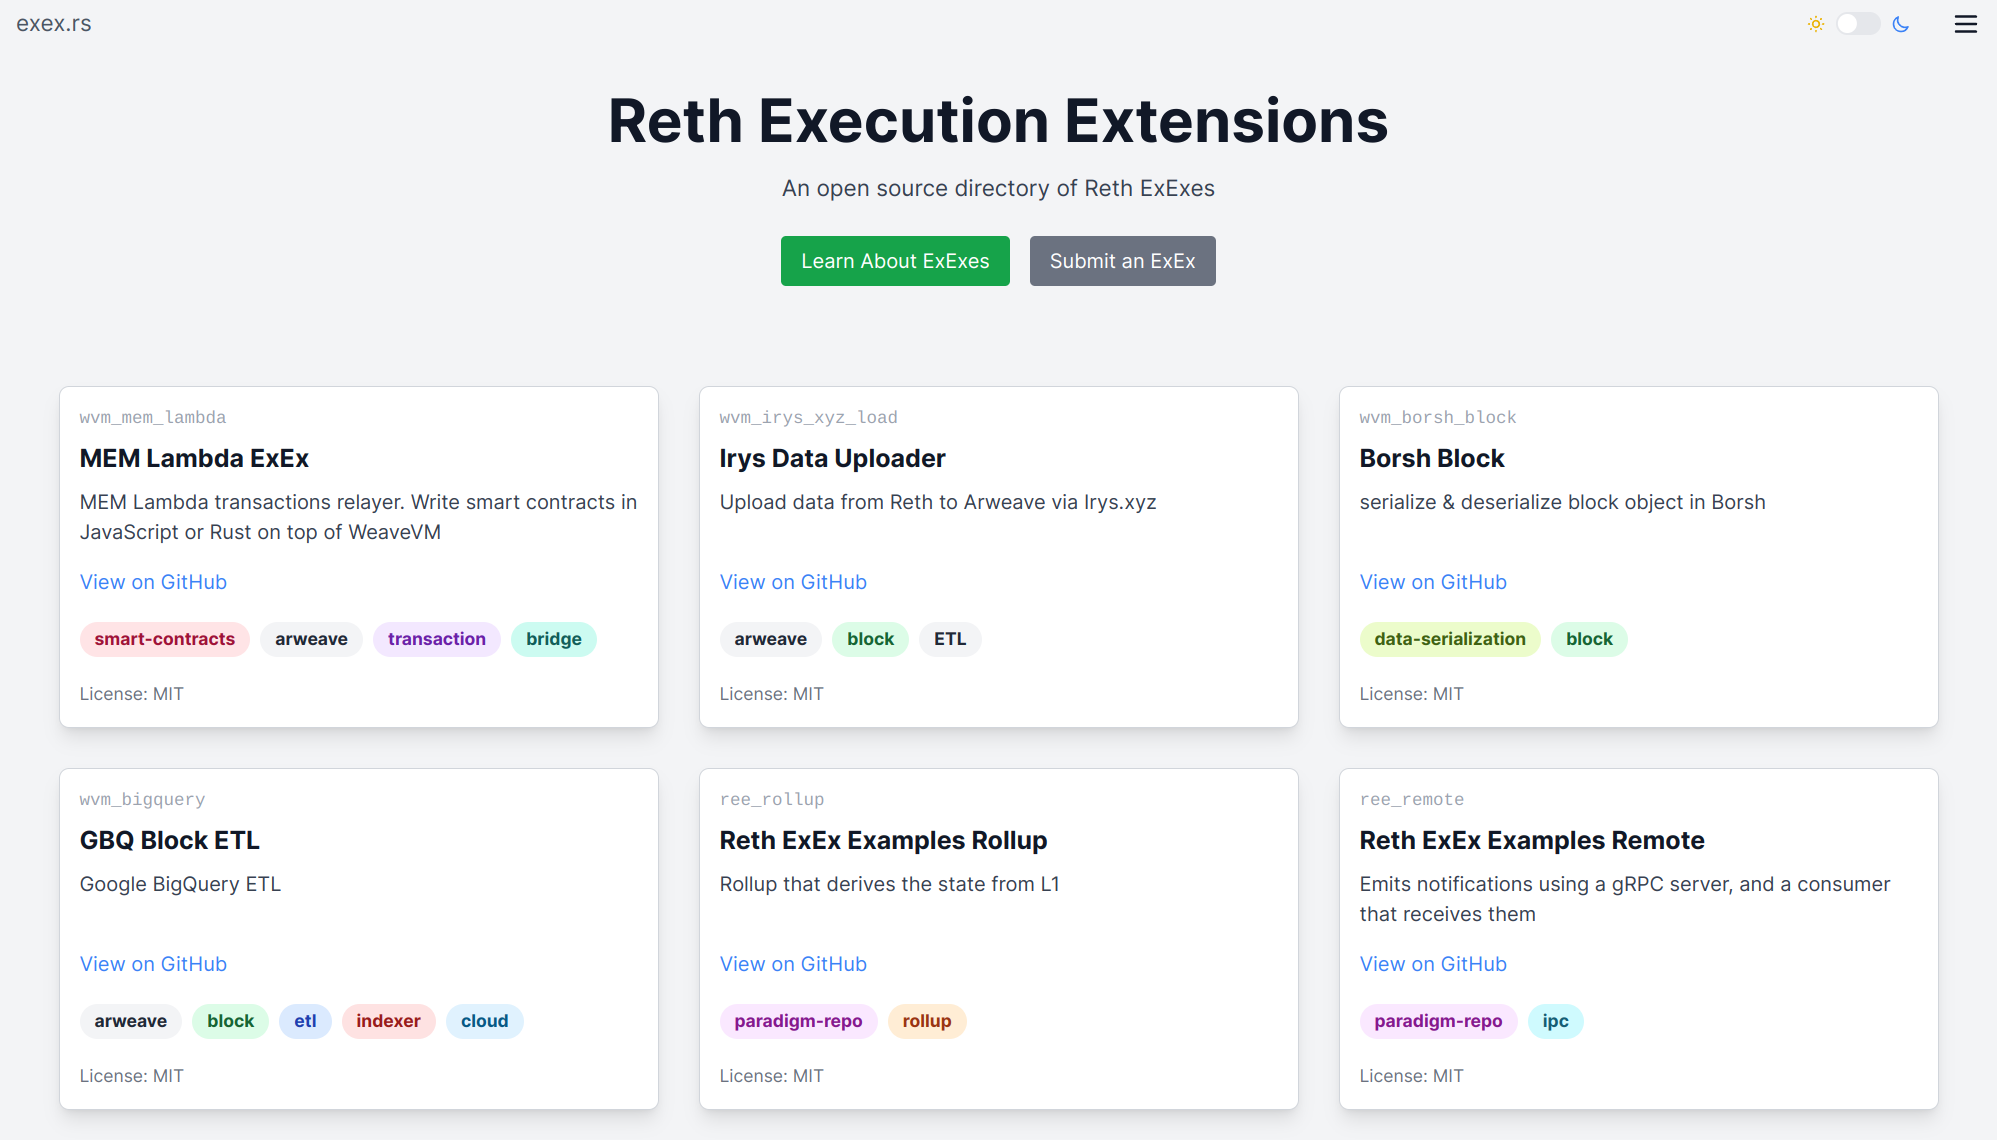 exex.rs
Reth Execution Extensions
An open source directory of Reth ExExes
Learn About ExExes
Submit an ExEx
wvm_mem_lambda
MEM Lambda ExEx
MEM Lambda transactions relayer. Write smart contracts in
JavaScript or Rust on top of WeaveVM
View on GitHub
smart-contracts arweave transaction bridge
License: MIT
wvm_irys_xyz_load
Irys Data Uploader
Upload data from Reth to Arweave via Irys.xyz
View on GitHub
arweave block ETL
License: MIT
wvm_borsh_block
Borsh Block
serialize & deserialize block object in Borsh
View on GitHub
data-serialization block
License: MIT
wvm_bigquery
GBQ Block ETL
Google BigQuery ETL
View on GitHub
arweave block etl indexer cloud
License: MIT
ree_rollup
Reth ExEx Examples Rollup
Rollup that derives the state from L1
View on GitHub
paradigm-repo rollup
License: MIT
ree_remote
Reth ExEx Examples Remote
Emits notifications using a gRPC server, and a consumer
that receives them
View on GitHub
paradigm-repo ipc
License: MIT